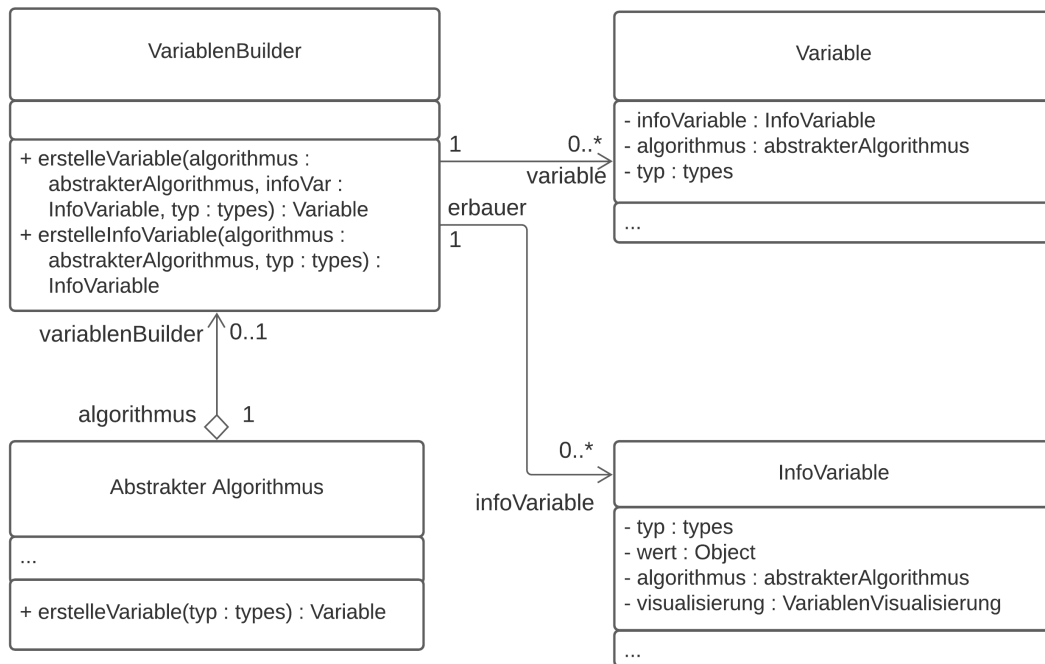 VariablenBuilder
+ erstelleVariable(algorithmus :
abstrakterAlgorithmus, infoVar :
InfoVariable, typ : types) : Variable
+ erstelleInfoVariable(algorithmus :
abstrakterAlgorithmus, typ : types) :
InfoVariable
1
0..*
variable
erbauer
1
Variable
- infoVariable : InfoVariable
- algorithmus : abstrakterAlgorithmus
- typ : types
...
variablenBuilder
0..1
algorithmus
1
Abstrakter Algorithmus
...
+ erstelleVariable(typ : types) : Variable
0..*
infoVariable
InfoVariable
- typ : types
- wert : Object
- algorithmus : abstrakterAlgorithmus
- visualisierung : VariablenVisualisierung
...